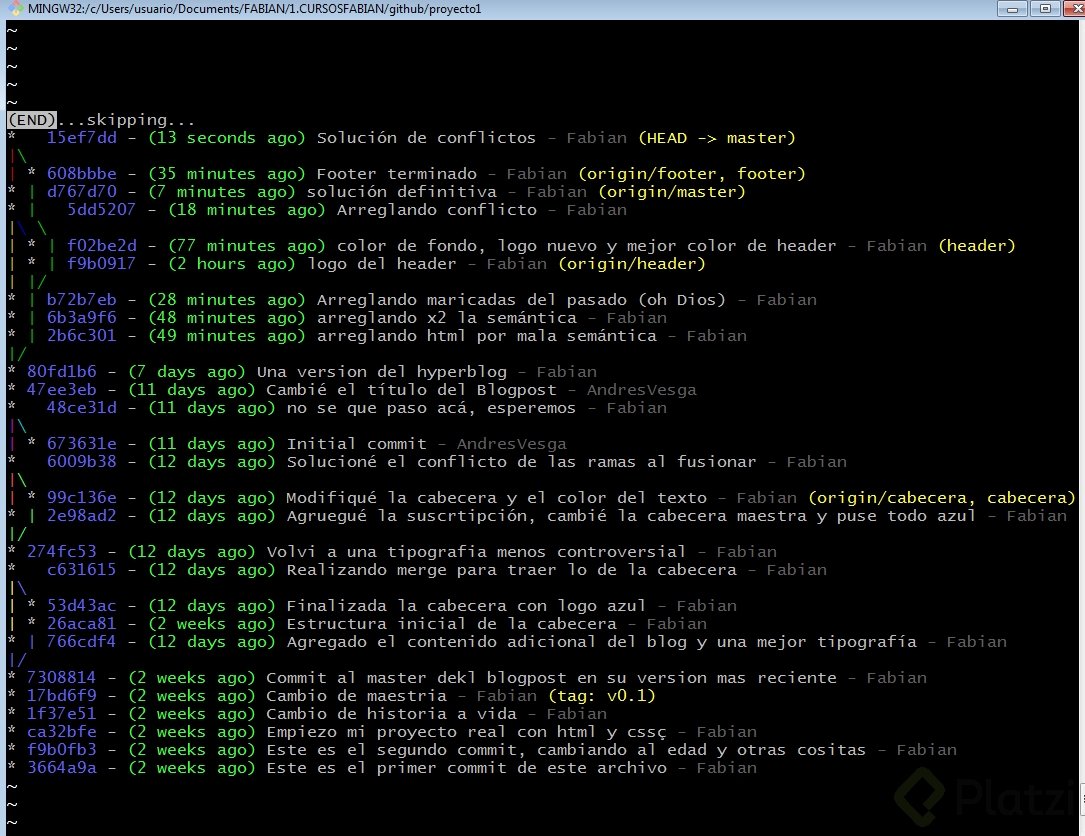 MINGW32:/c/Users/usuario/Documents/FABIAN/1.CURSOSFABIAN/github/proyecto1
~
~
~
~
~
(END)...skipping...
*   15ef7dd - (13 seconds ago) Solución de conflictos - Fabian (HEAD -> master)
|\
| * 608bbbe - (35 minutes ago) Footer terminado - Fabian (origin/footer, footer)
* | d767d70 - (7 minutes ago) solución definitiva - Fabian (origin/master)
* |   5dd5207 - (18 minutes ago) Arreglando conflicto - Fabian
|\ \
| * | f02be2d - (77 minutes ago) color de fondo, logo nuevo y mejor color de header - Fabian (header)
| * | f9b0917 - (2 hours ago) logo del header - Fabian (origin/header)
| |/
* | b72b7eb - (28 minutes ago) Arreglando maricadas del pasado (oh Dios) - Fabian
* | 6b3a9f6 - (48 minutes ago) arreglando x2 la semántica - Fabian
* | 2b6c301 - (49 minutes ago) arreglando html por mala semántica - Fabian
|/
* 80fd1b6 - (7 days ago) Una version del hyperblog - Fabian
* 47ee3eb - (11 days ago) Cambié el título del Blogpost - AndresVesga
*   48ce31d - (11 days ago) no se que paso acá, esperemos - Fabian
|\
| * 673631e - (11 days ago) Initial commit - AndresVesga
*   6009b38 - (12 days ago) Solucioné el conflicto de las ramas al fusionar - Fabian
|\
| * 99c136e - (12 days ago) Modifiqué la cabecera y el color del texto - Fabian (origin/cabecera, cabecera)
* | 2e98ad2 - (12 days ago) Agruegué la suscrtipción, cambié la cabecera maestra y puse todo azul - Fabian
|/
* 274fc53 - (12 days ago) Volvi a una tipografia menos controversial - Fabian
*   c631615 - (12 days ago) Realizando merge para traer lo de la cabecera - Fabian
|\
| * 53d43ac - (12 days ago) Finalizada la cabecera con logo azul - Fabian
| * 26aca81 - (2 weeks ago) Estructura inicial de la cabecera - Fabian
* | 766cdf4 - (12 days ago) Agregado el contenido adicional del blog y una mejor tipografía - Fabian
|/
* 7308814 - (2 weeks ago) Commit al master dekl blogpost en su version mas reciente - Fabian
* 17bd6f9 - (2 weeks ago) Cambio de maestria - Fabian (tag: v0.1)
* 1f37e51 - (2 weeks ago) Cambio de historia a vida - Fabian
* ca32bfe - (2 weeks ago) Empiezo mi proyecto real con html y cssç - Fabian
* f9b0fb3 - (2 weeks ago) Este es el segundo commit, cambiando al edad y otras cositas - Fabian
* 3664a9a - (2 weeks ago) Este es el primer commit de este archivo - Fabian
~
~
~
Platzi